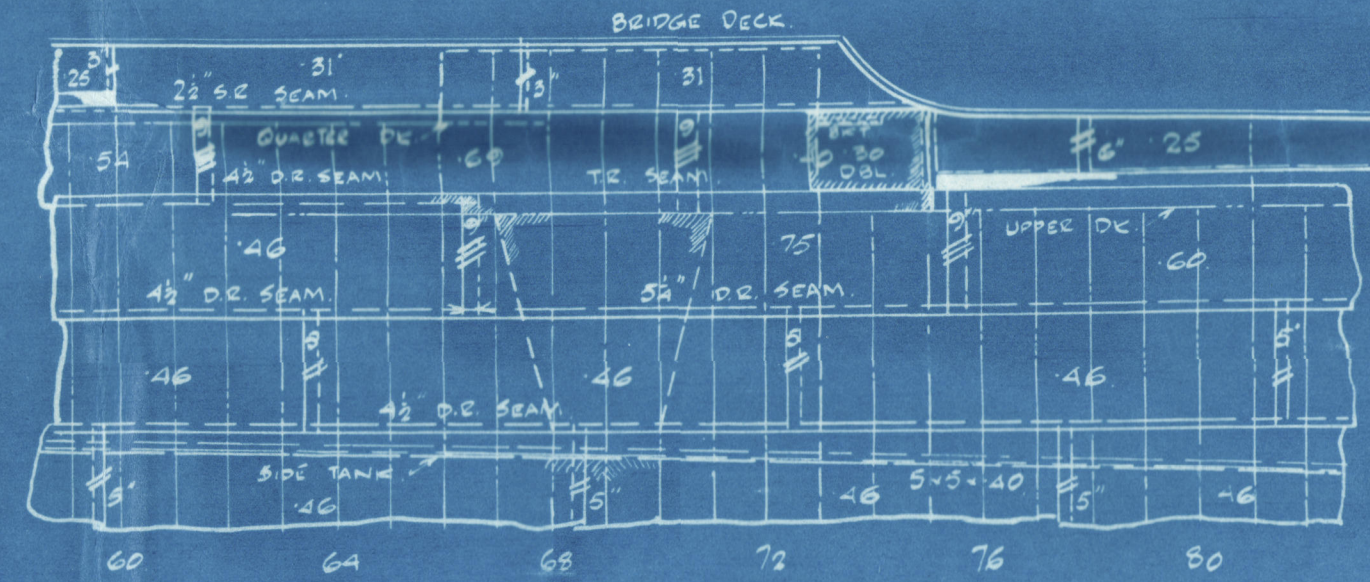 BRIDGE DECK.
3"
·25
·31
2½" S.R. SEAM.
3"
31
QUARTER DK.
9"
·54
4½" D.R. SEAM
·60
T.R. SEAM.
9"
·30
DBL.
6"
·25
·46
9"
·75
9"
UPPER DK.
·60
4½" D.R. SEAM.
5¼" D.R. SEAM.
·46
5
·46
·46
5"
4½" D.R. SEAM.
SIDE TANK
5"
·46
5"
·46
5×5×·40
5"
·46
60 64 68 72 76 80